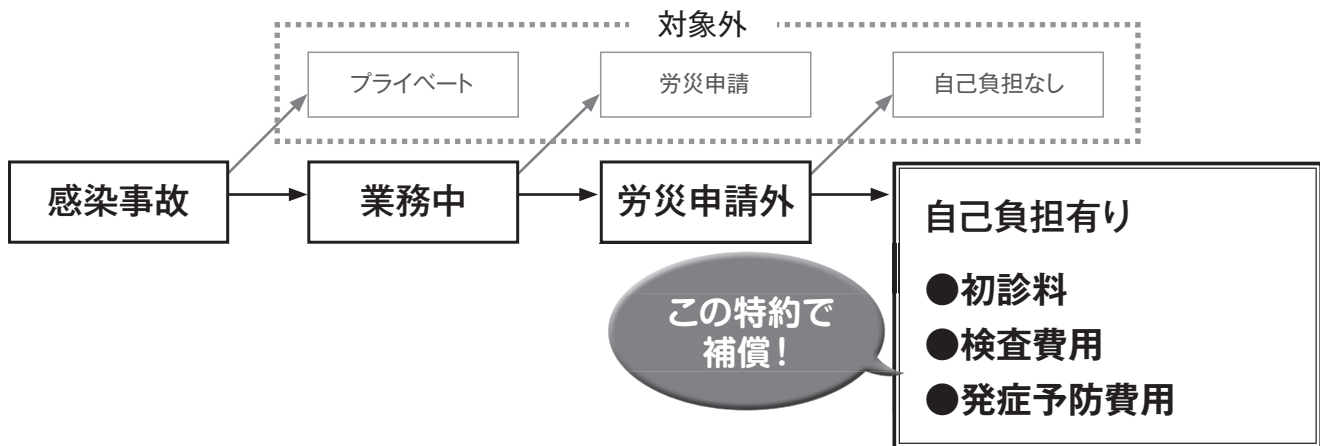 対象外
プライベート
労災申請
自己負担なし
感染事故
業務中
労災申請外
自己負担有り
●初診料
●検査費用
●発症予防費用
この特約で
補償!